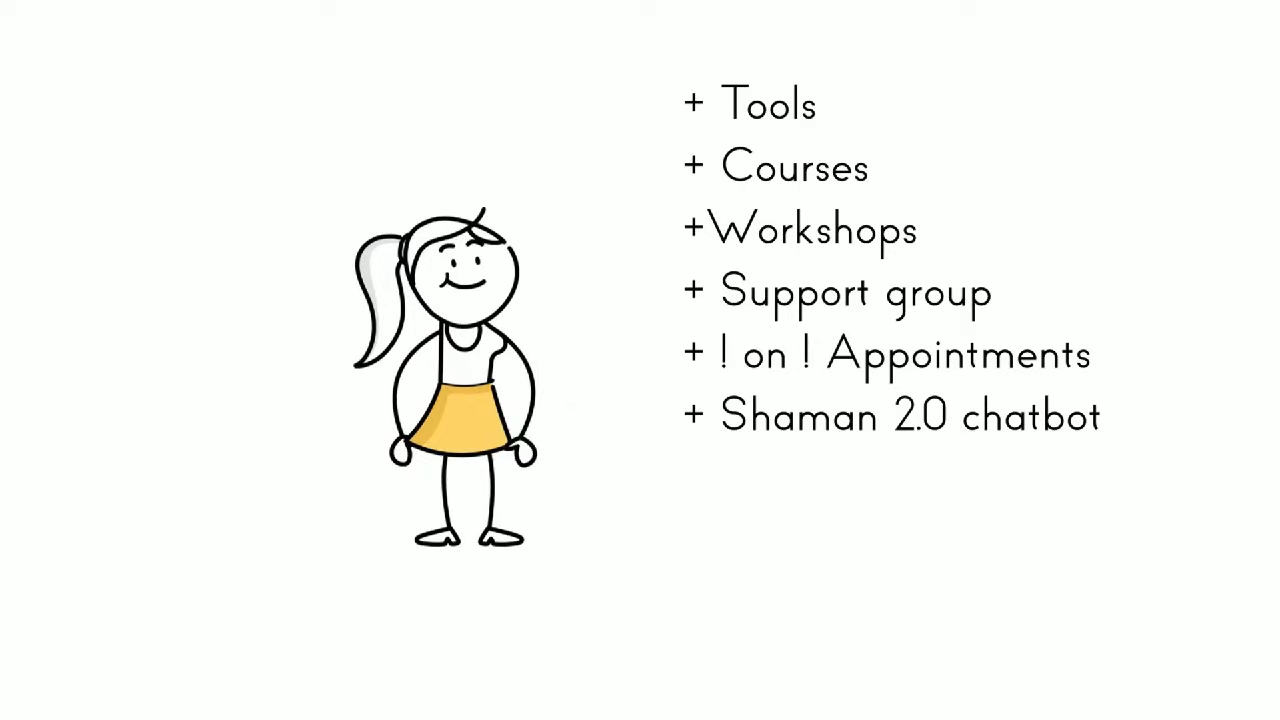 + Tools
+ Courses
+Workshops
+ Support group
+ ! on ! Appointments
+ Shaman 2.0 chatbot